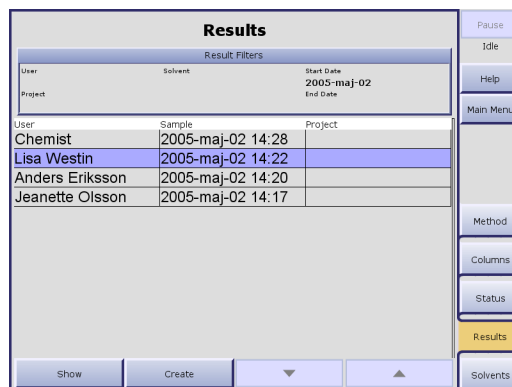 Results
Result Filters
User Solvent Start Date
2005-maj-02
Project End Date
User Sample Project
Chemist 2005-maj-02 14:28
Lisa Westin 2005-maj-02 14:22
Anders Eriksson 2005-maj-02 14:20
Jeanette Olsson 2005-maj-02 14:17
Show Create
Pause
Idle
Help
Main Menu
Method
Columns
Status
Results
Solvents